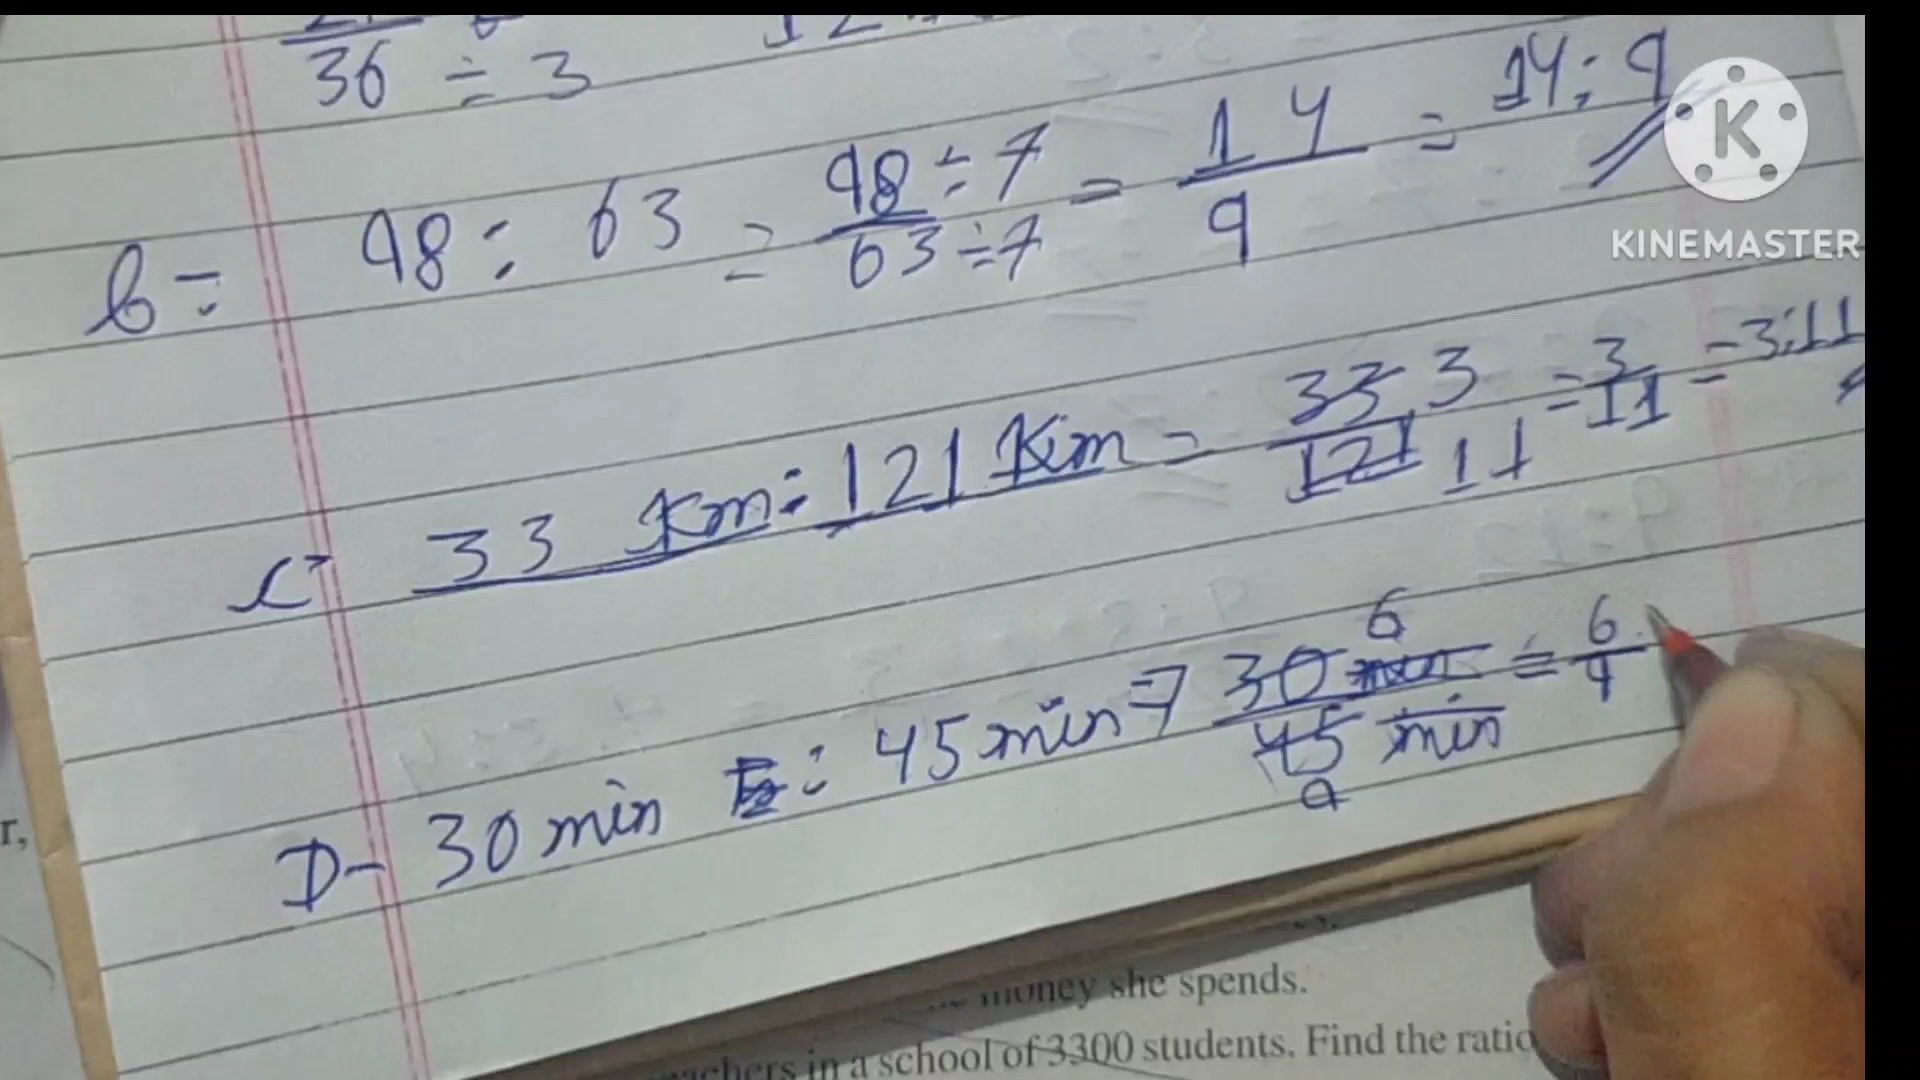 36 ÷ 3
b - 98 : 63 = 98 ÷ 7 / 63 ÷ 7 = 14 / 9 = 14 : 9
C 33 Km : 121 Km = 33 3 / 121 11 = 3 / 11 = 3:11
D - 30 min : 45 min = 30 min 6 / 45 min 9 = 6 / 9
KINEMASTER
r,
money she spends.
in a school of 3300 students. Find the ratio